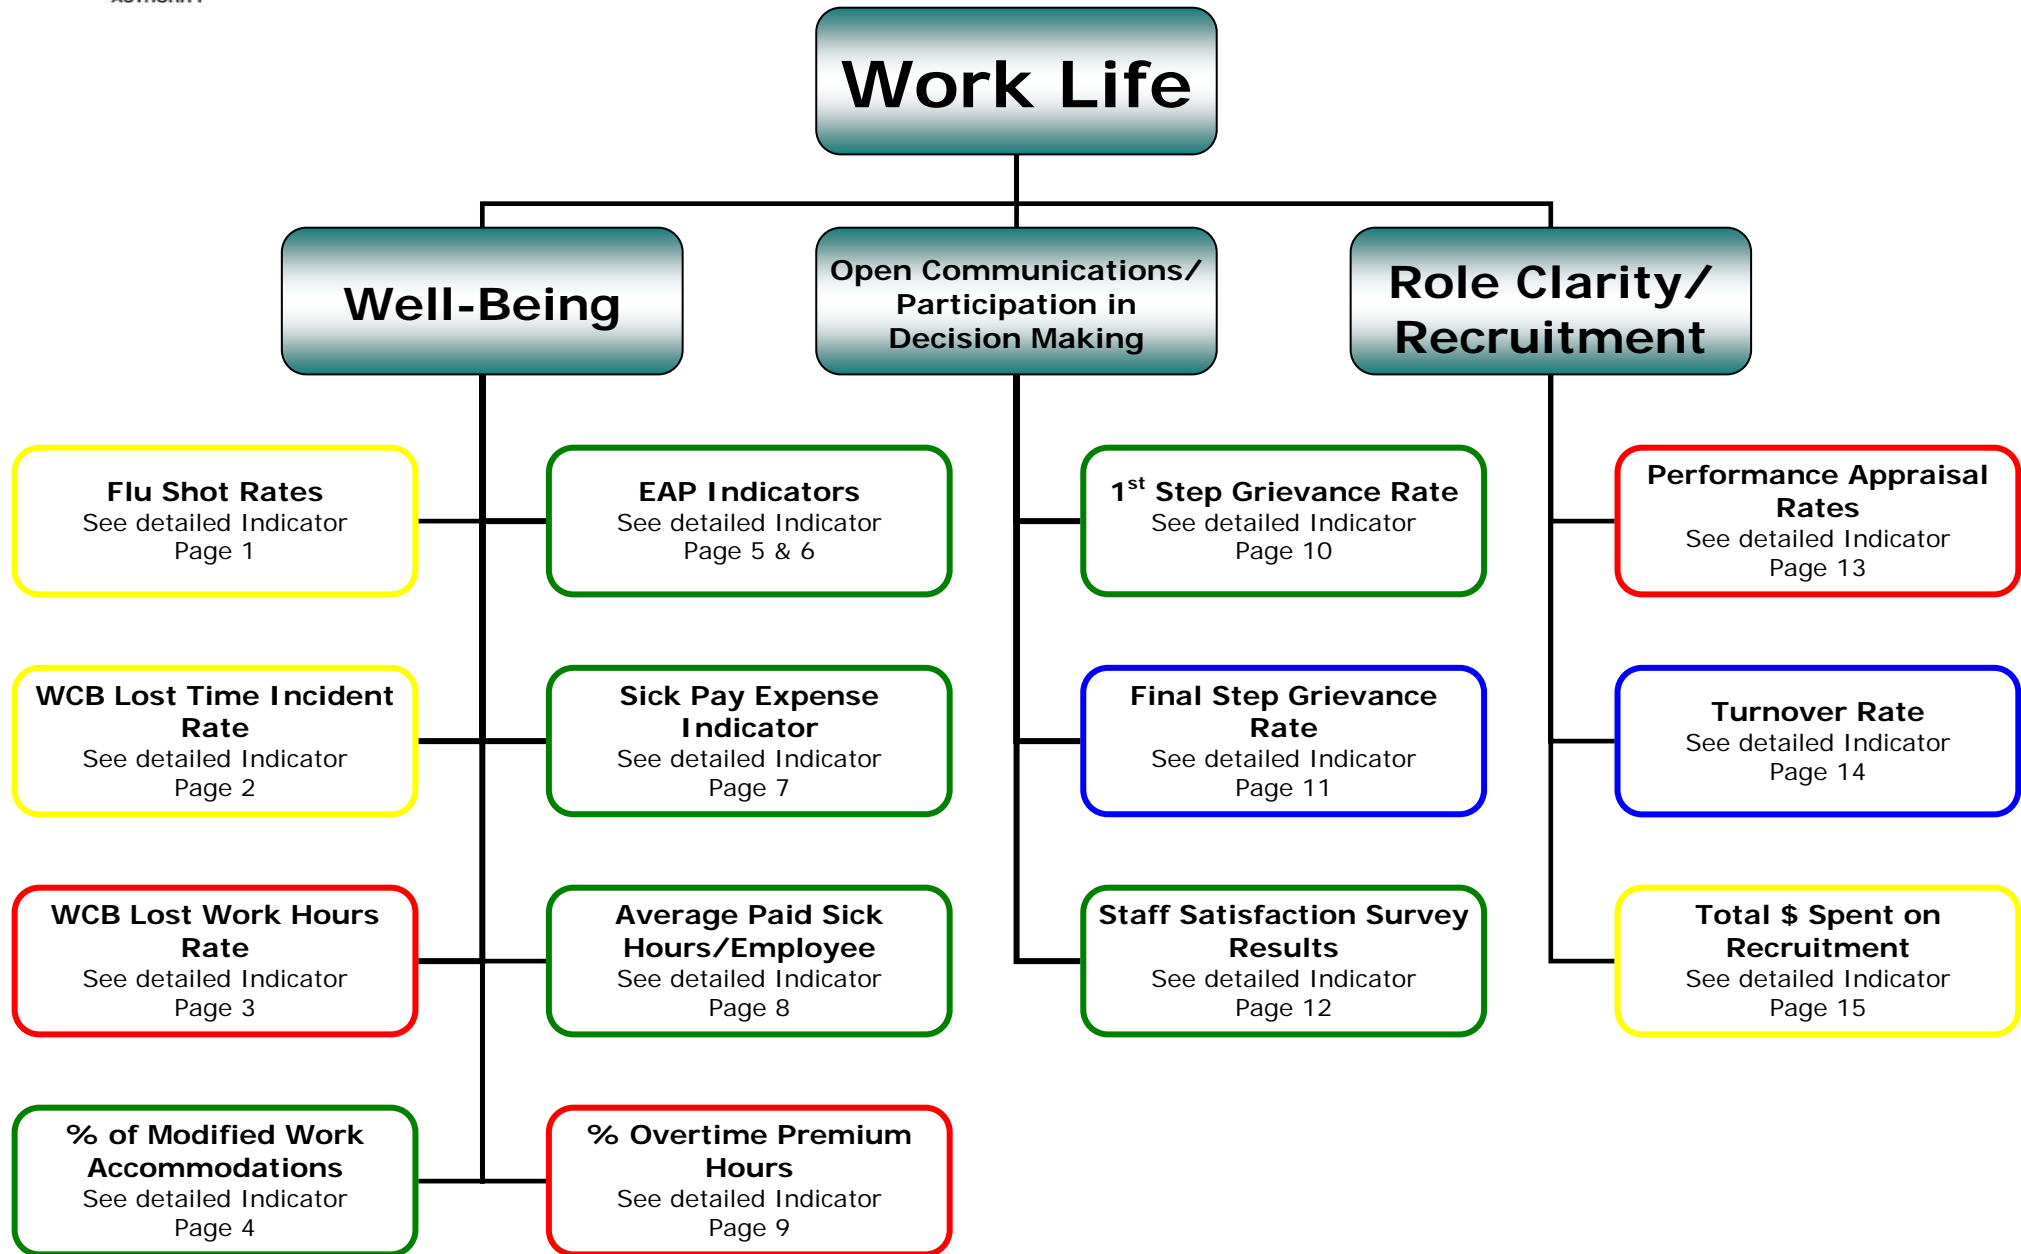 AUTHORITY
Work Life
Well-Being
Open Communications/
Participation in
Decision Making
Role Clarity/
Recruitment
Flu Shot Rates
See detailed Indicator
Page 1
EAP Indicators
See detailed Indicator
Page 5 & 6
1st Step Grievance Rate
See detailed Indicator
Page 10
Performance Appraisal
Rates
See detailed Indicator
Page 13
WCB Lost Time Incident
Rate
See detailed Indicator
Page 2
Sick Pay Expense
Indicator
See detailed Indicator
Page 7
Final Step Grievance
Rate
See detailed Indicator
Page 11
Turnover Rate
See detailed Indicator
Page 14
WCB Lost Work Hours
Rate
See detailed Indicator
Page 3
Average Paid Sick
Hours/Employee
See detailed Indicator
Page 8
Staff Satisfaction Survey
Results
See detailed Indicator
Page 12
Total $ Spent on
Recruitment
See detailed Indicator
Page 15
% of Modified Work
Accommodations
See detailed Indicator
Page 4
% Overtime Premium
Hours
See detailed Indicator
Page 9